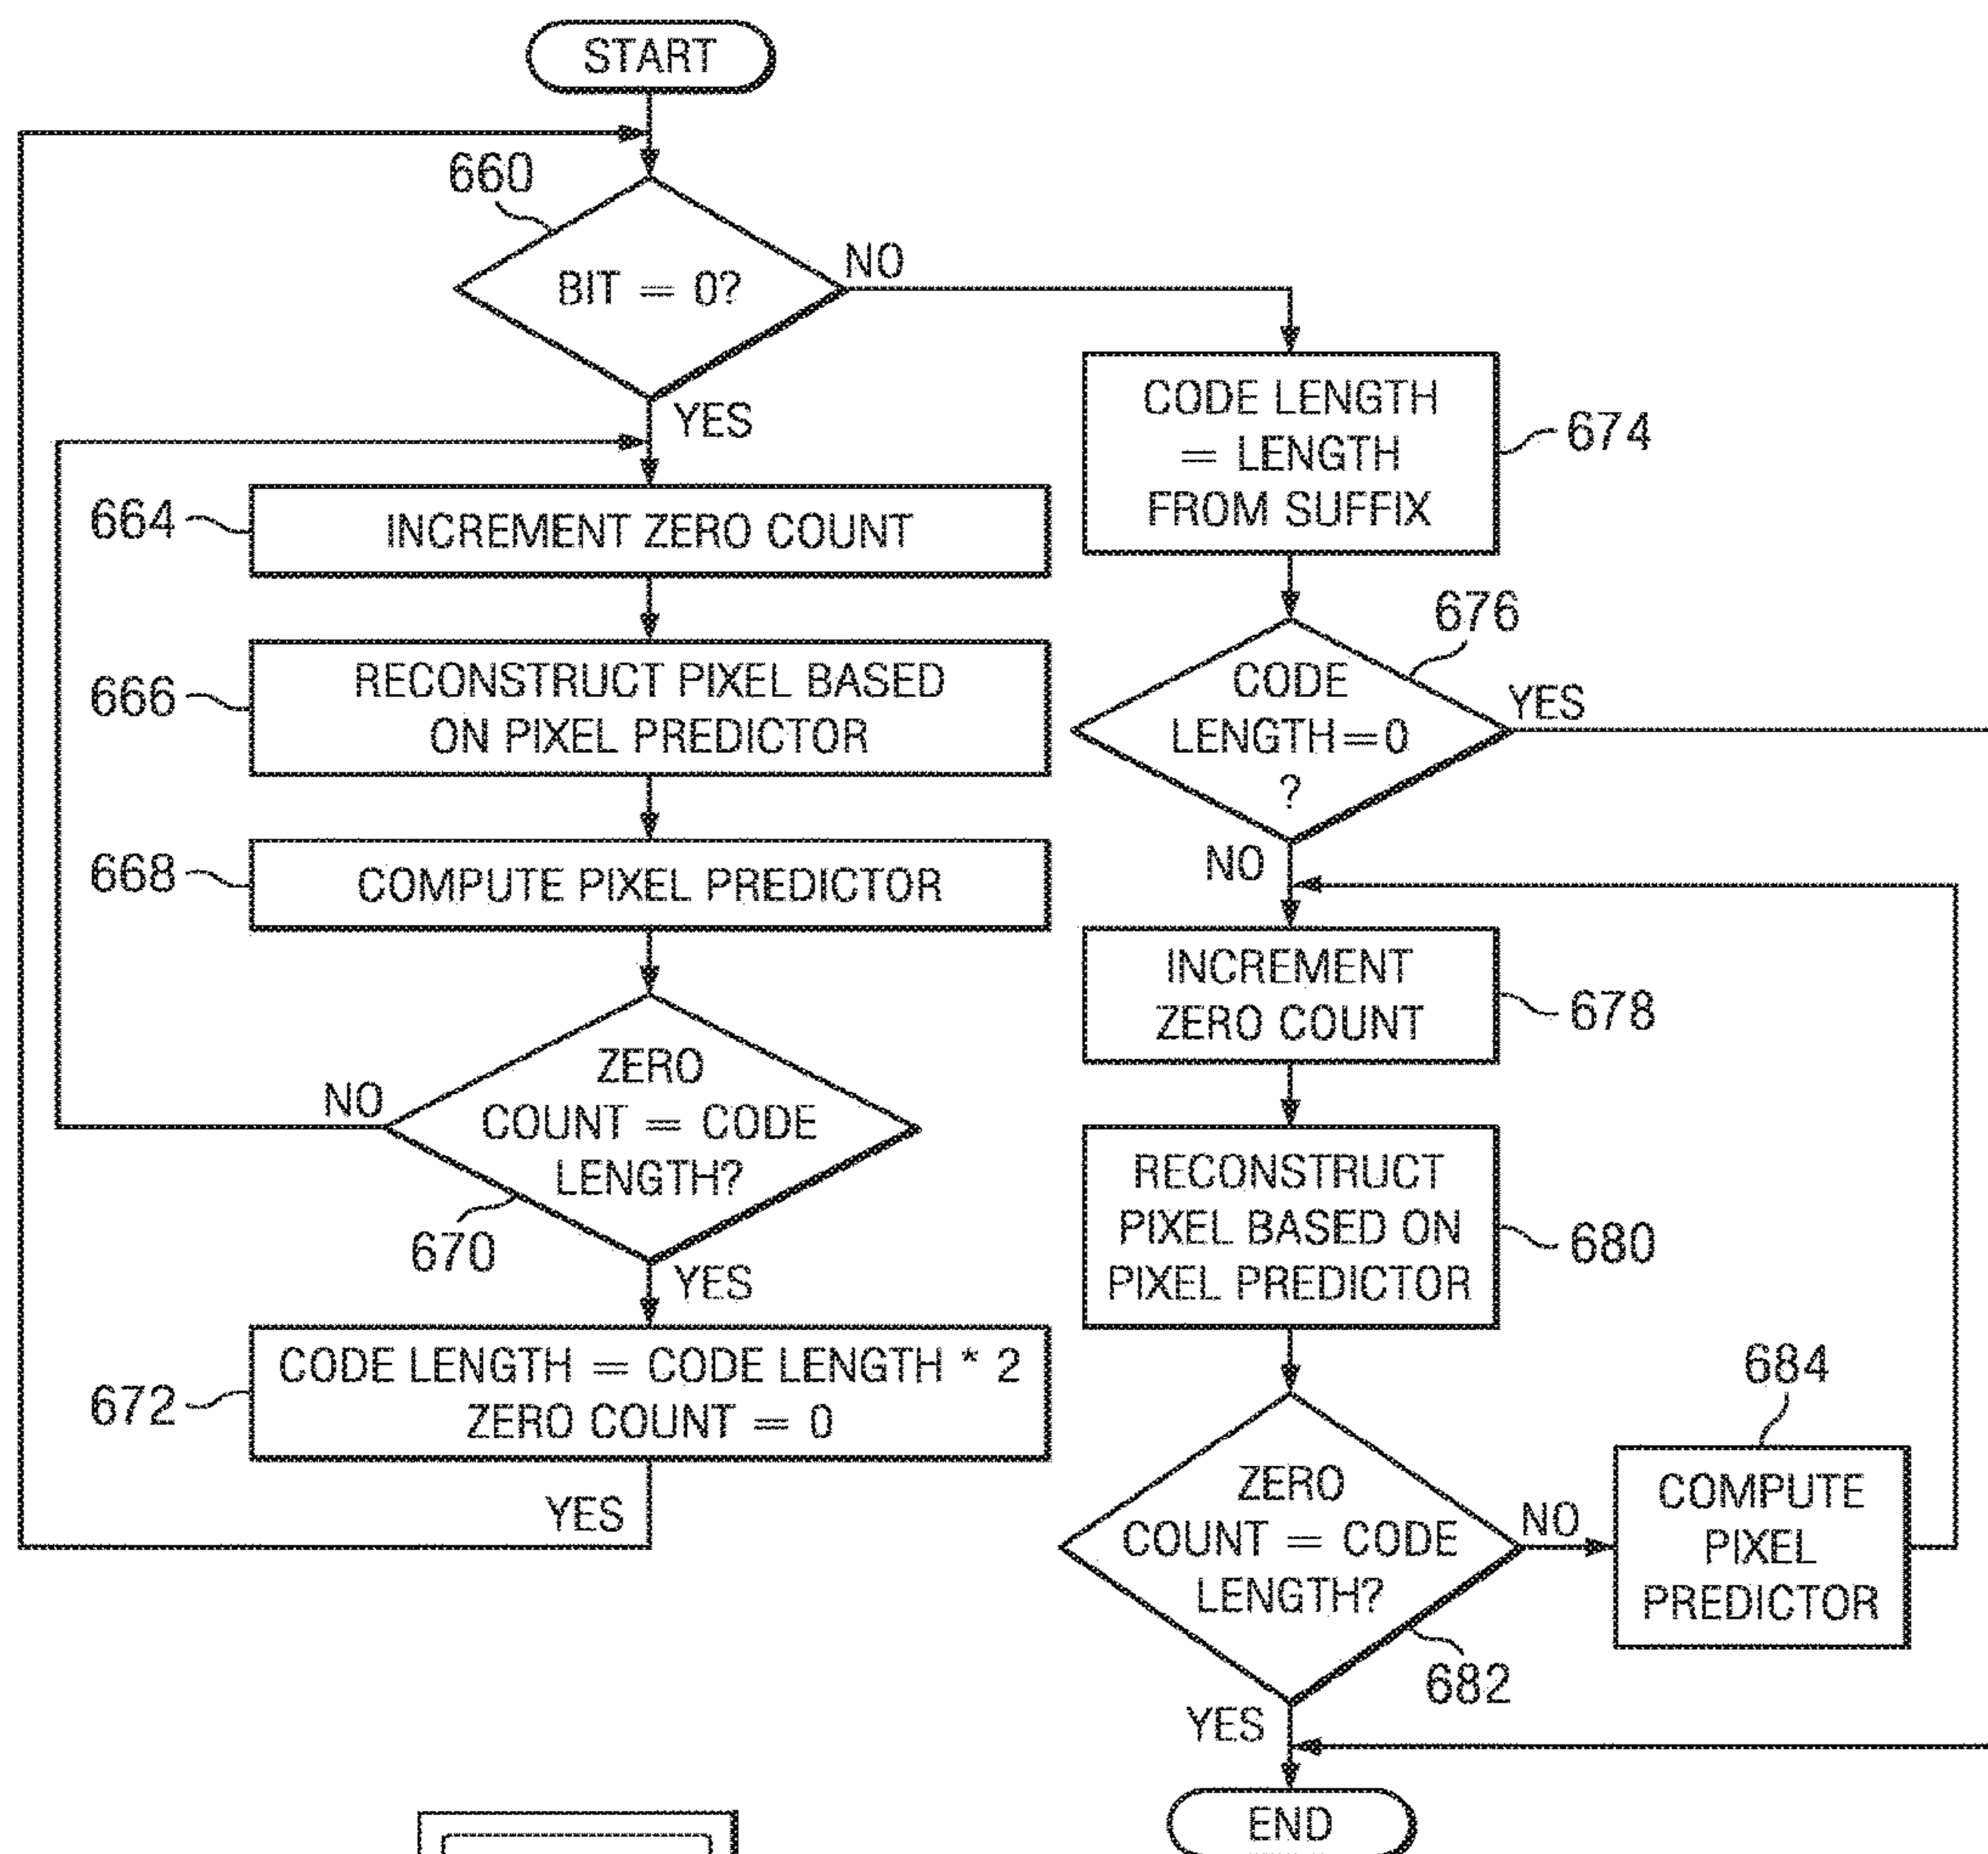 START
660
BIT = 0?
NO
YES
664
INCREMENT ZERO COUNT
666
RECONSTRUCT PIXEL BASED
ON PIXEL PREDICTOR
668
COMPUTE PIXEL PREDICTOR
ZERO
COUNT = CODE
LENGTH?
NO
670
YES
672
CODE LENGTH = CODE LENGTH * 2
ZERO COUNT = 0
YES
CODE LENGTH
= LENGTH
FROM SUFFIX
674
676
CODE
LENGTH=0
?
YES
NO
INCREMENT
ZERO COUNT
678
RECONSTRUCT
PIXEL BASED ON
PIXEL PREDICTOR
680
ZERO
COUNT = CODE
LENGTH?
NO
682
684
COMPUTE
PIXEL
PREDICTOR
YES
END